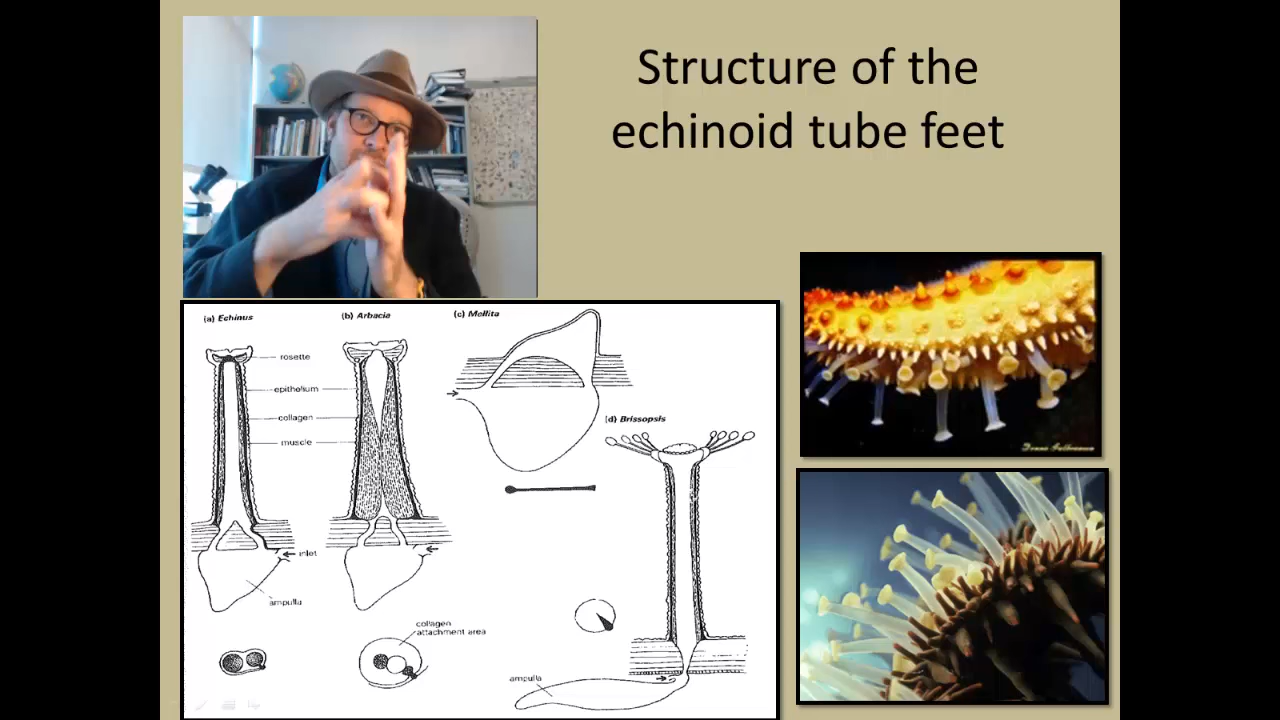 Structure of the
echinoid tube feet
(a) Echinus
(b) Arbacia
(c) Mellita
rosette
epithelium
collagen
muscle
(d) Brissopsis
inlet
ampulla
collagen
attachment area
ampulla